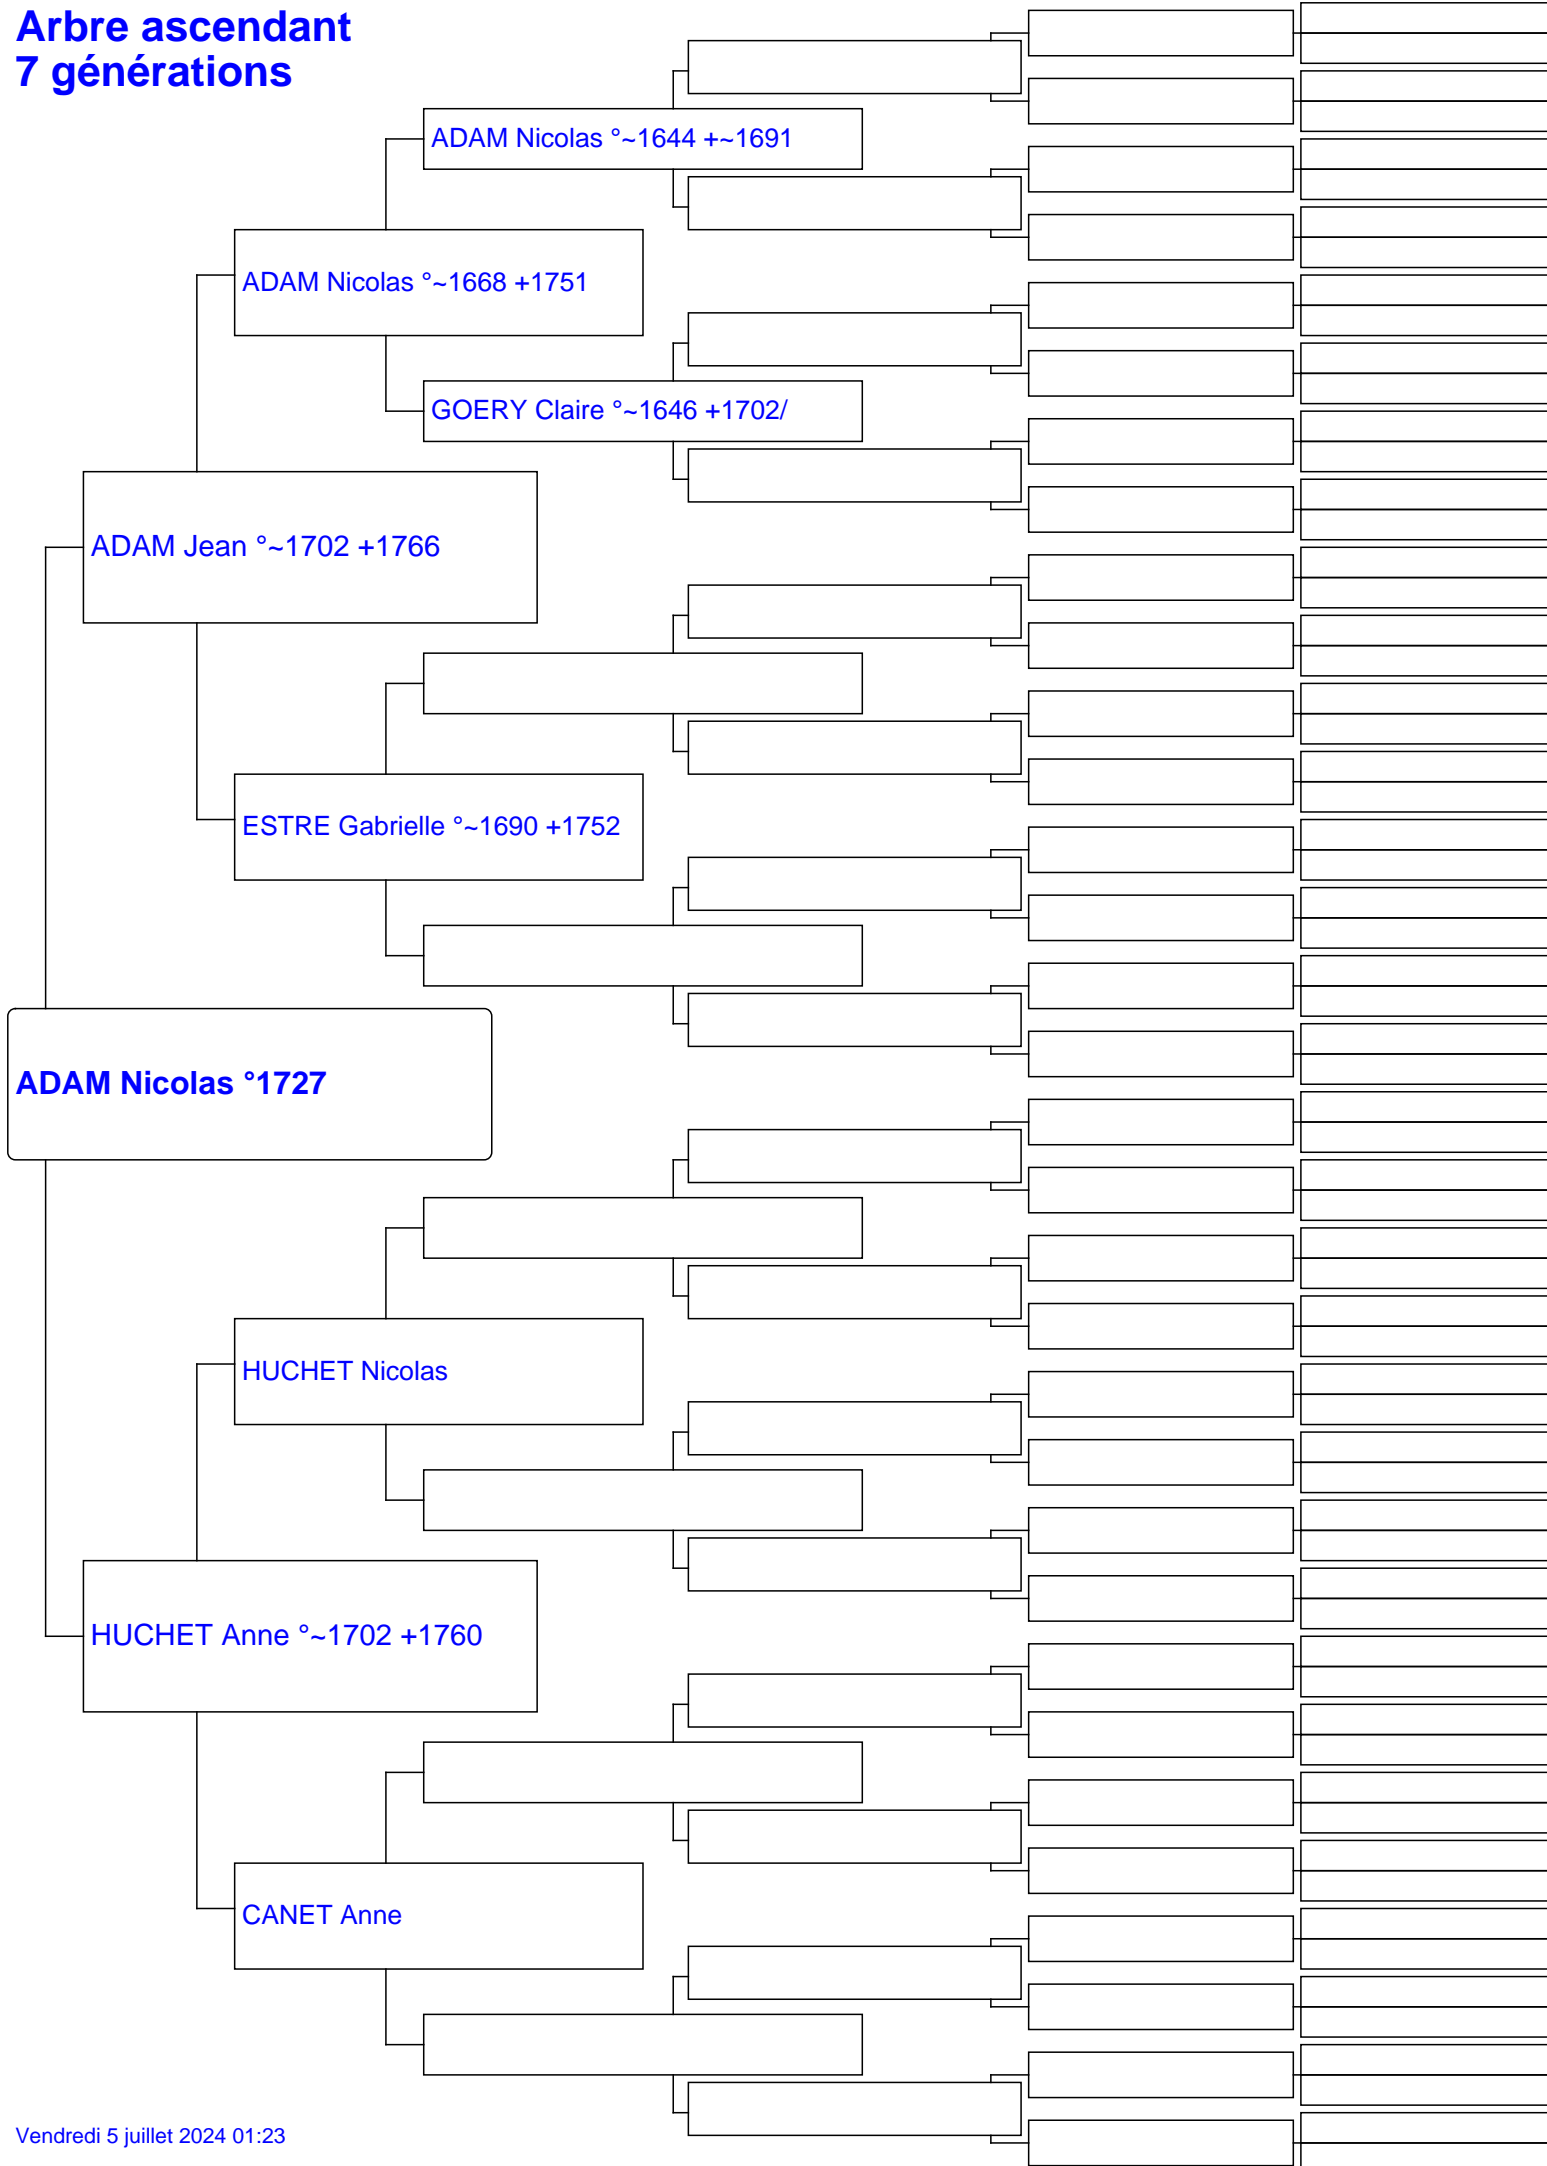 Arbre ascendant
7 générations
ADAM Nicolas °~1644 +~1691
ADAM Nicolas °~1668 +1751
GOERY Claire °~1646 +1702/
ADAM Jean °~1702 +1766
ESTRE Gabrielle °~1690 +1752
ADAM Nicolas °1727
HUCHET Nicolas
HUCHET Anne °~1702 +1760
CANET Anne
Vendredi 5 juillet 2024 01:23